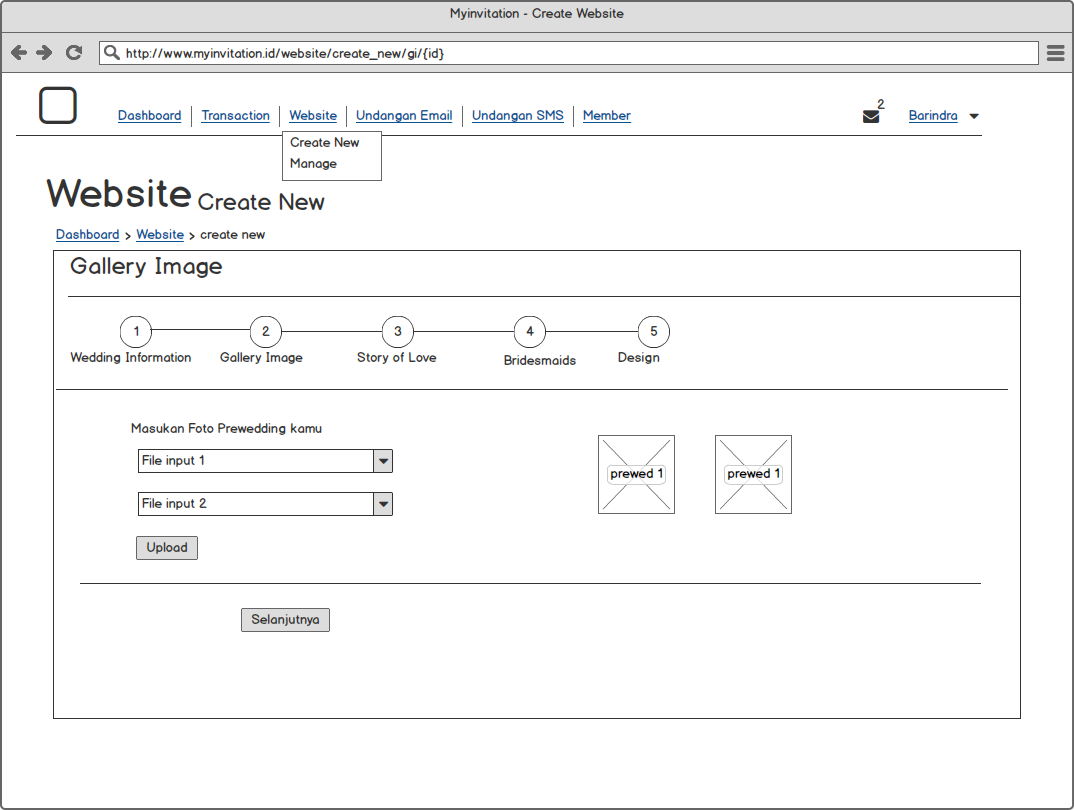 Myinvitation - Create Website
http://www.myinvitation.id/website/create_new/gi/{id}
2
Dashboard Transaction Website Undangan Email Undangan SMS Member Barindra
Create New
Manage
Website Create New
Dashboard > Website > create new
Gallery Image
1 2 3 4 5
Wedding Information Gallery Image Story of Love Bridesmaids Design
Masukan Foto Prewedding kamu
File input 1
prewed 1 prewed 1
File input 2
Upload
Selanjutnya